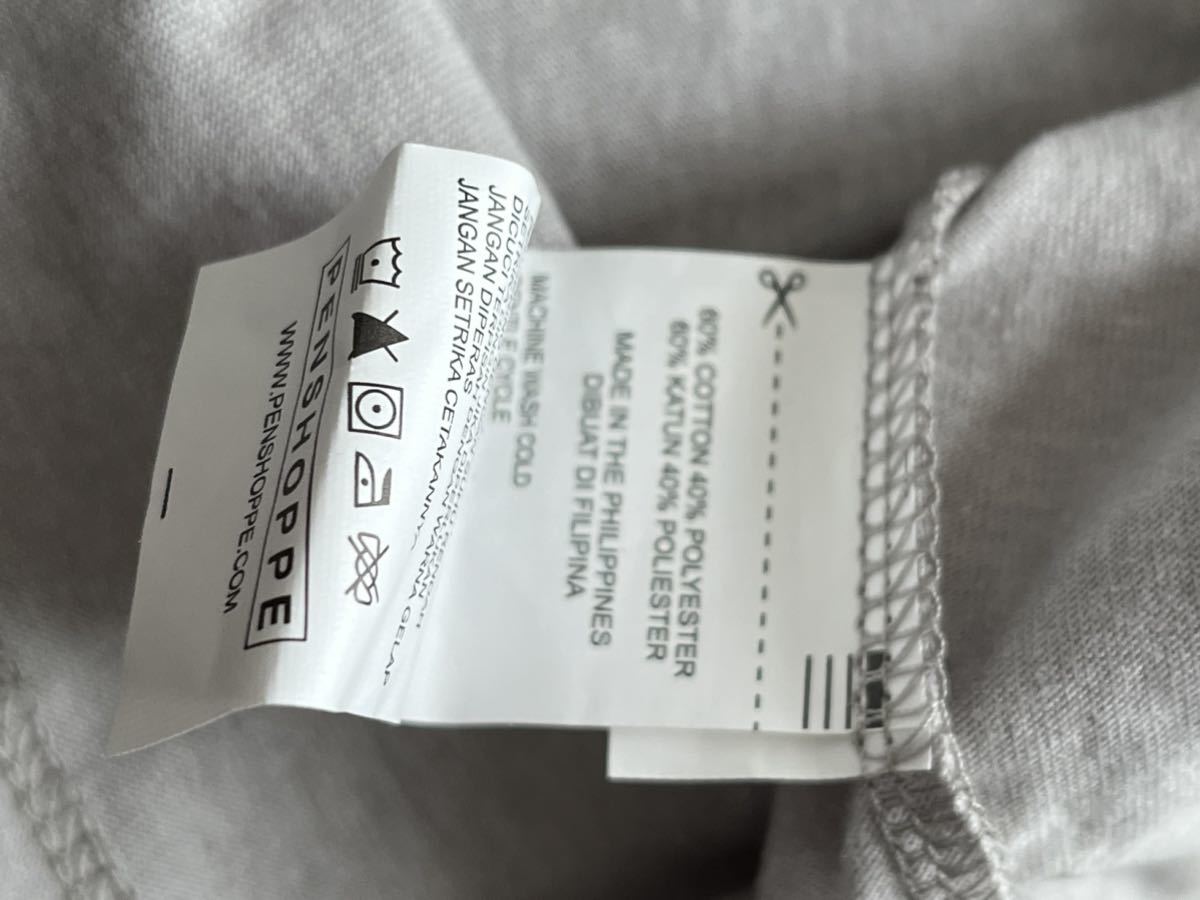 60% COTTON 40% POLYESTER
60% KATUN 40% POLIESTER
MADE IN THE PHILIPPINES
DIBUAT DI FILIPINA
MACHINE WASH COLD
CYCLE
JANGAN DIPERAS
JANGAN SETRIKA CETAKANNYA
PENSHOPPE
WWW.PENSHOPPE.COM